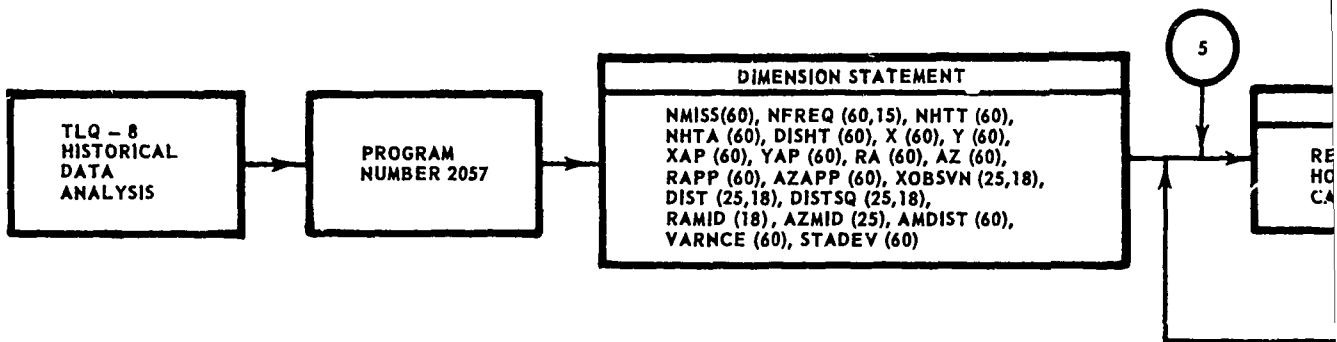 5
DIMENSION STATEMENT
TLQ – 8
HISTORICAL
DATA
ANALYSIS
PROGRAM
NUMBER 2057
NMISS(60), NFREQ (60,15), NHTT (60),
NHTA (60), DISHT (60), X (60), Y (60),
XAP (60), YAP (60), RA (60), AZ (60),
RAPP (60), AZAPP (60), XOBSVN (25,18),
DIST (25,18), DISTSQ (25,18),
RAMID (18), AZMID (25), AMDIST (60),
VARNCE (60), STADEV (60)
RE
HO